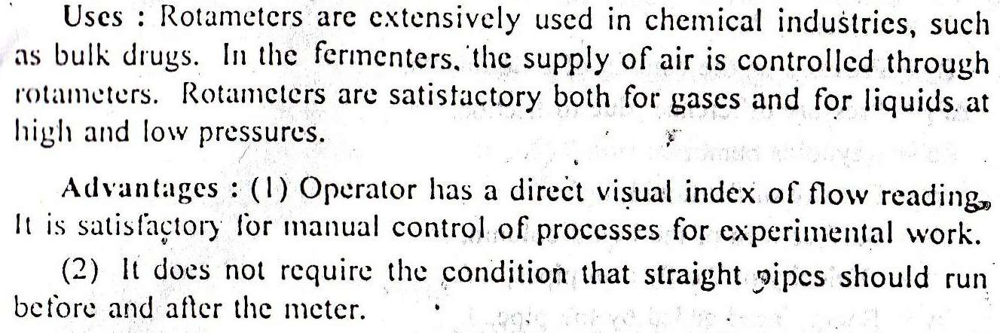 Uses : Rotameters are extensively used in chemical industries, such
as bulk drugs. In the fermenters, the supply of air is controlled through
rotameters. Rotameters are satisfactory both for gases and for liquids at
high and low pressures.
Advantages : (1) Operator has a direct visual index of flow reading.
It is satisfactory for manual control of processes for experimental work.
(2) It does not require the condition that straight pipes should run
before and after the meter.